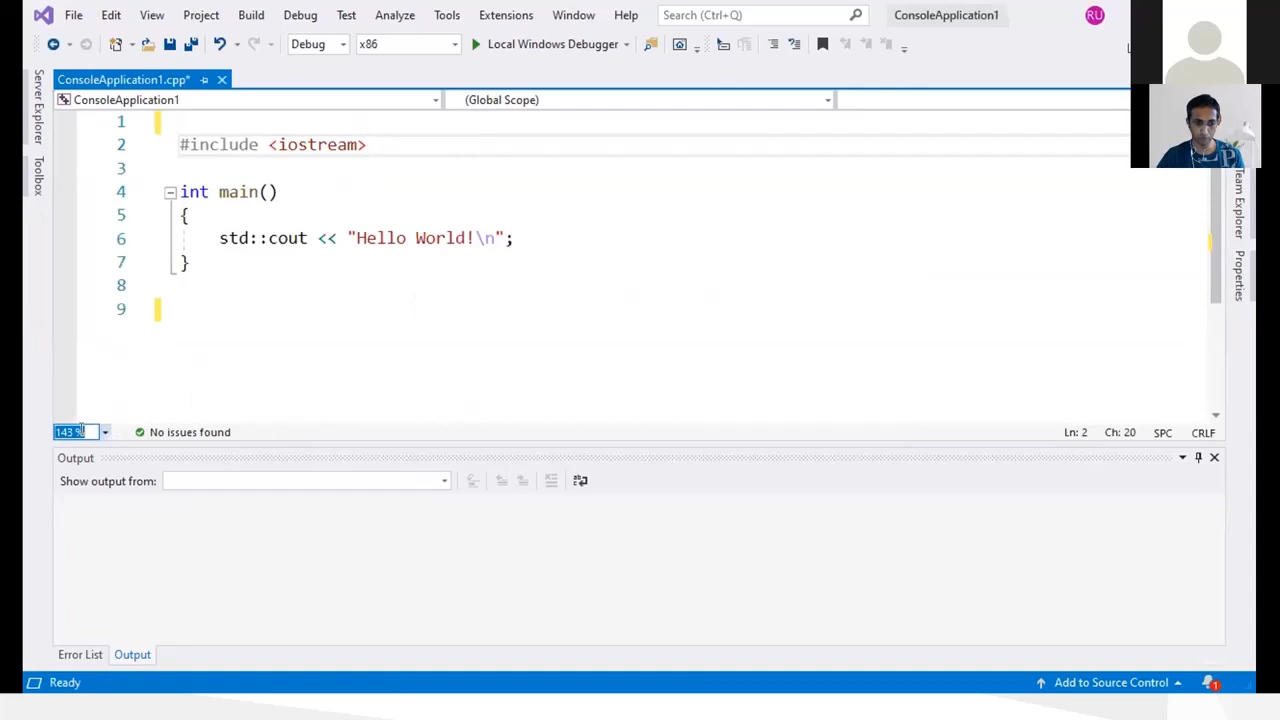 File Edit View Project Build Debug Test Analyze Tools Extensions Window Help Search (Ctrl+Q) ConsoleApplication1 RU
Debug x86 Local Windows Debugger
ConsoleApplication1.cpp*
ConsoleApplication1 (Global Scope)
Server Explorer
Toolbox
1
2 #include <iostream>
3
4 int main()
5 {
6 std::cout << "Hello World!\n";
7 }
8
9
Team Explorer
Properties
143 % No issues found Ln: 2 Ch: 20 SPC CRLF
Output
Show output from:
Error List Output
Ready Add to Source Control 1